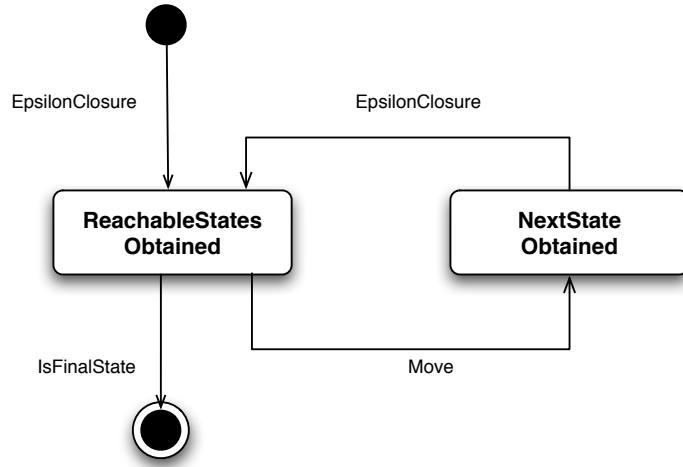 EpsilonClosure
EpsilonClosure
ReachableStates
Obtained
NextState
Obtained
IsFinalState
Move